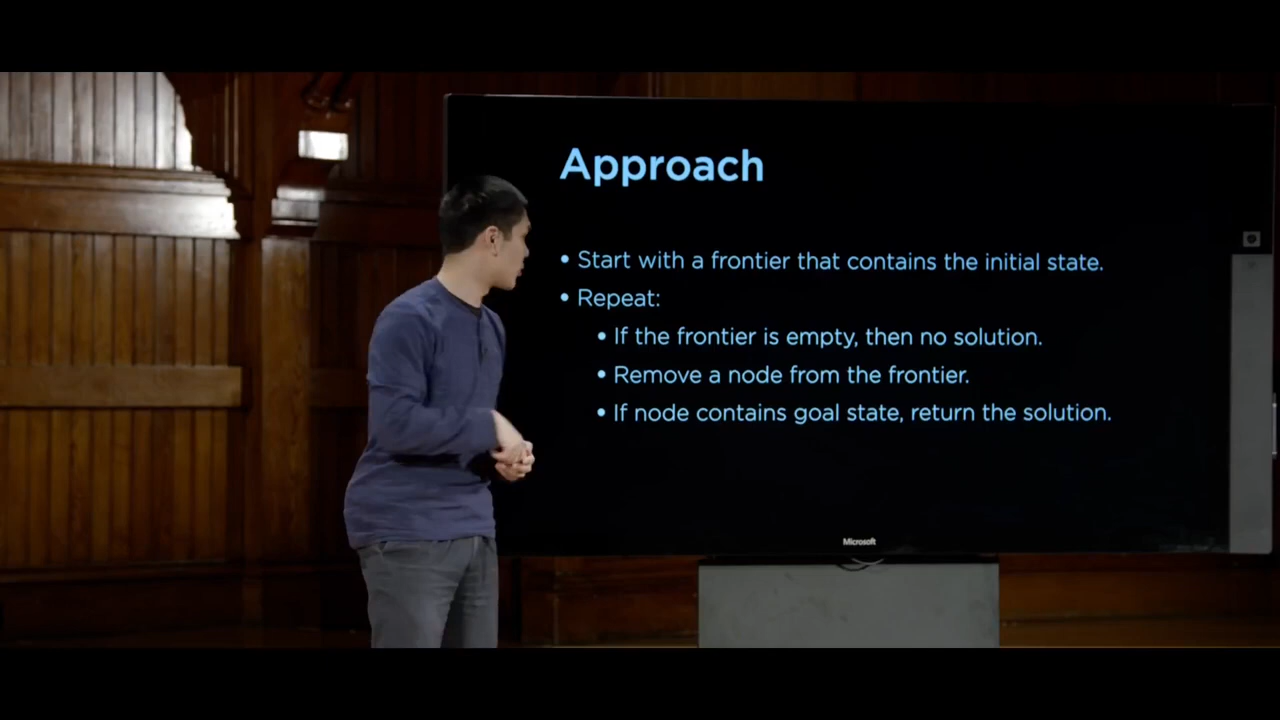 Approach
• Start with a frontier that contains the initial state.
• Repeat:
• If the frontier is empty, then no solution.
• Remove a node from the frontier.
• If node contains goal state, return the solution.
Microsoft